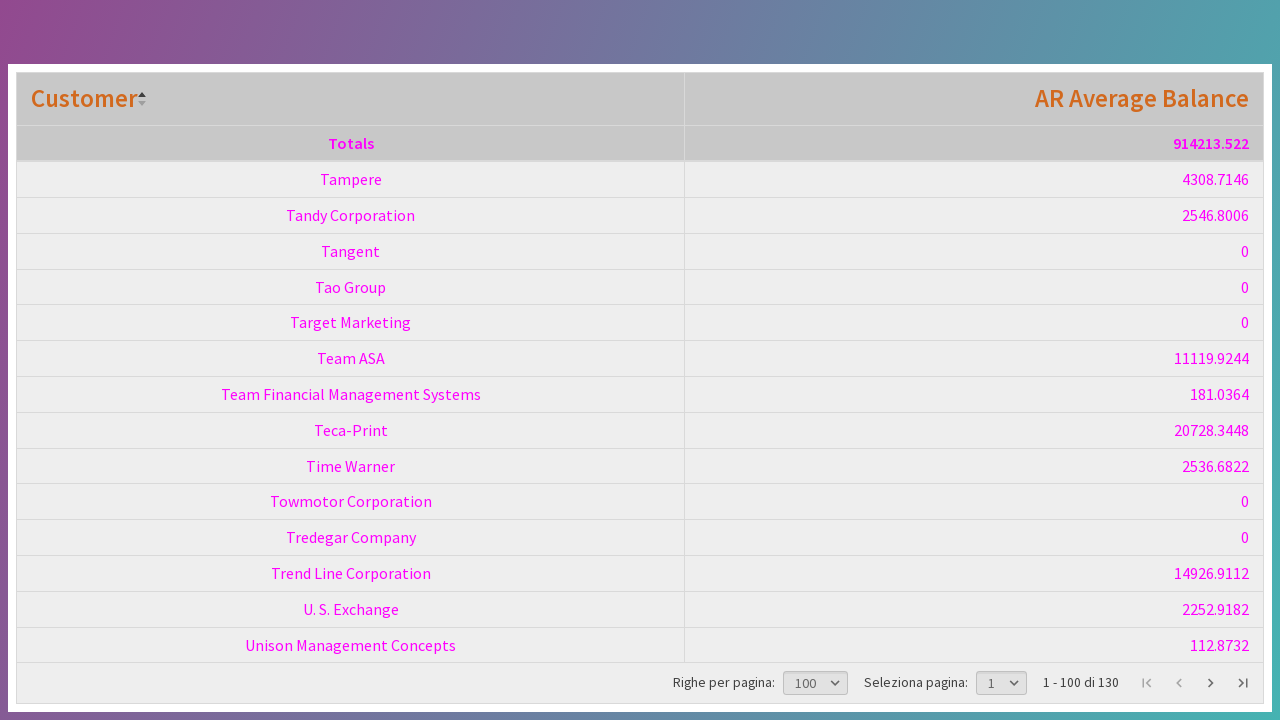 Customer AR Average Balance
Totals 914213.522
Tampere 4308.7146
Tandy Corporation 2546.8006
Tangent 0
Tao Group 0
Target Marketing 0
Team ASA 11119.9244
Team Financial Management Systems 181.0364
Teca-Print 20728.3448
Time Warner 2536.6822
Towmotor Corporation 0
Tredegar Company 0
Trend Line Corporation 14926.9112
U. S. Exchange 2252.9182
Unison Management Concepts 112.8732
Righe per pagina: 100 Seleziona pagina: 1 1 - 100 di 130